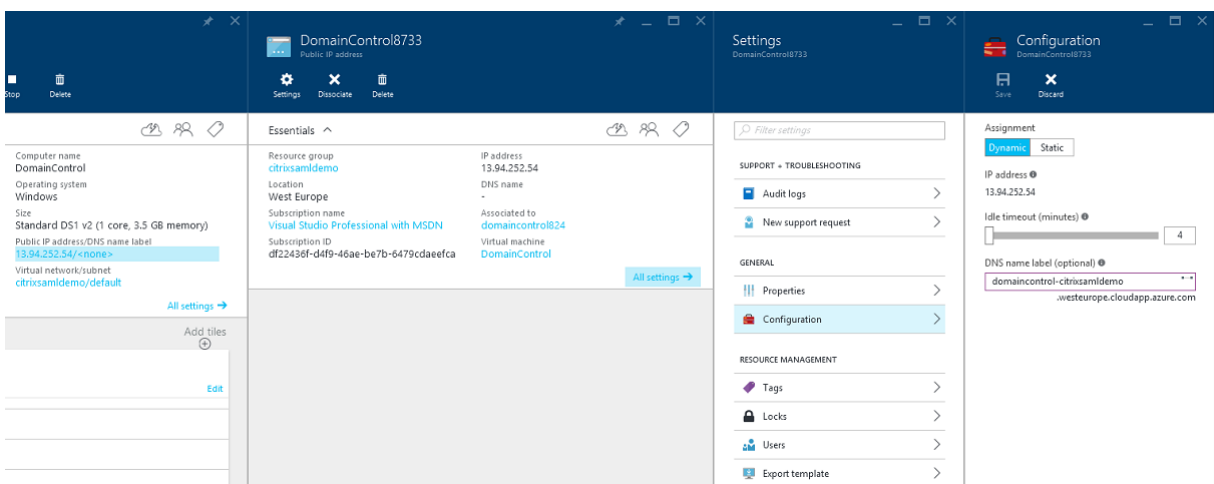 Stop
Delete
Computer name
DomainControl
Operating system
Windows
Size
Standard DS1 v2 (1 core, 3.5 GB memory)
Public IP address/DNS name label
13.94.252.54/<none>
Virtual network/subnet
citrixsamldemo/default
All settings →
Add tiles
Edit
DomainControl8733
Public IP address
Settings
Dissociate
Delete
Essentials
Resource group
citrixsamldemo
Location
West Europe
Subscription name
Visual Studio Professional with MSDN
Subscription ID
df22436f-d4f9-46ae-be7b-6479cdaeefca
IP address
13.94.252.54
DNS name
-
Associated to
domaincontrol824
Virtual machine
DomainControl
All settings →
Settings
DomainControl8733
Filter settings
SUPPORT + TROUBLESHOOTING
Audit logs
New support request
GENERAL
Properties
Configuration
RESOURCE MANAGEMENT
Tags
Locks
Users
Export template
Configuration
DomainControl8733
Save
Discard
Assignment
Dynamic Static
IP address
13.94.252.54
Idle timeout (minutes)
4
DNS name label (optional)
domaincontrol-citrixsamldemo
.westeurope.cloudapp.azure.com